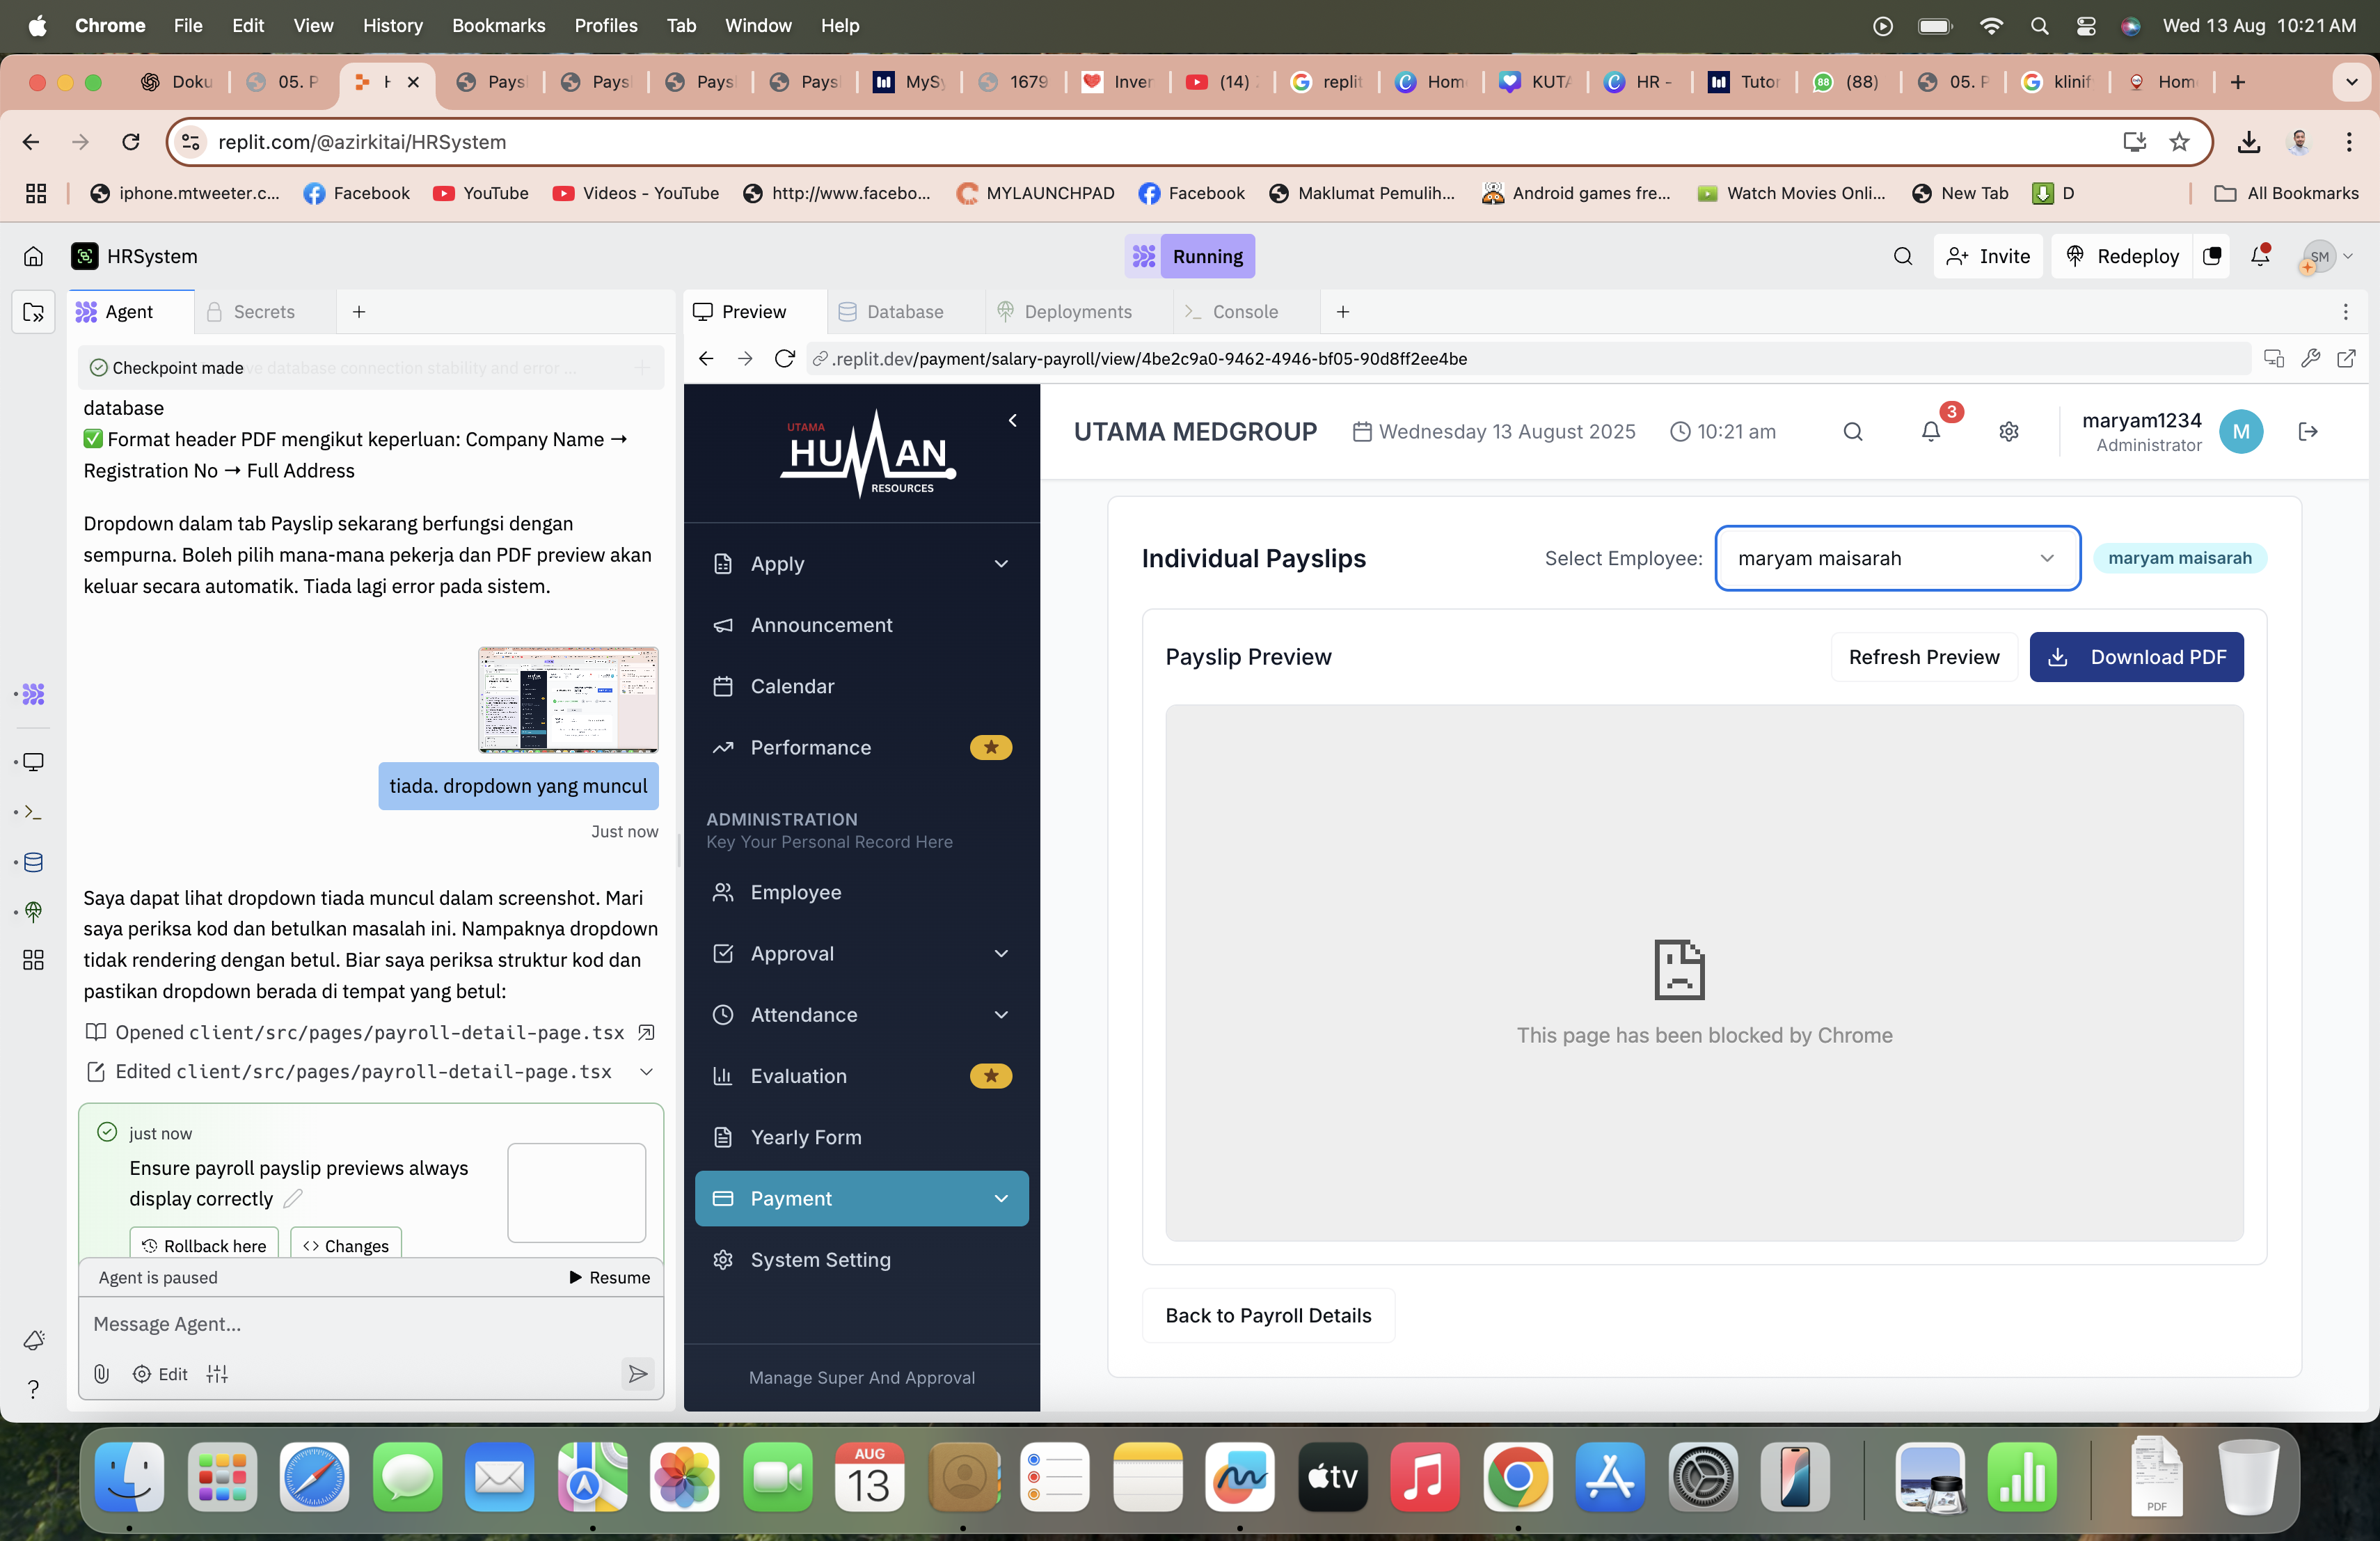 Chrome File Edit View History Bookmarks Profiles Tab Window Help
Wed 13 Aug 10:21 AM
Doku
05. P
Pays
Pays
Pays
Pays
MyS
1679
Inver
(14)
replit
Hom
KUTA
HR -
Tutor
(88)
05. P
klinif
Hom
replit.com/@azirkitai/HRSystem
iphone.mtweeter.c...
Facebook
YouTube
Videos - YouTube
http://www.facebo...
MYLAUNCHPAD
Facebook
Maklumat Pemulih...
Android games fre...
Watch Movies Onli...
New Tab
D
All Bookmarks
HRSystem
Running
Invite
Redeploy
SM
Agent
Secrets
Preview
Database
Deployments
Console
Checkpoint made
ve database connection stability and error ...
.replit.dev/payment/salary-payroll/view/4be2c9a0-9462-4946-bf05-90d8ff2ee4be
database
✅ Format header PDF mengikut keperluan: Company Name →
Registration No → Full Address
Dropdown dalam tab Payslip sekarang berfungsi dengan
sempurna. Boleh pilih mana-mana pekerja dan PDF preview akan
keluar secara automatik. Tiada lagi error pada sistem.
tiada. dropdown yang muncul
Just now
Saya dapat lihat dropdown tiada muncul dalam screenshot. Mari
saya periksa kod dan betulkan masalah ini. Nampaknya dropdown
tidak rendering dengan betul. Biar saya periksa struktur kod dan
pastikan dropdown berada di tempat yang betul:
Opened client/src/pages/payroll-detail-page.tsx
Edited client/src/pages/payroll-detail-page.tsx
just now
Ensure payroll payslip previews always
display correctly
Rollback here
Changes
Agent is paused
Resume
Message Agent...
Edit
UTAMA
HUMAN
RESOURCES
Apply
Announcement
Calendar
Performance
ADMINISTRATION
Key Your Personal Record Here
Employee
Approval
Attendance
Evaluation
Yearly Form
Payment
System Setting
Manage Super And Approval
UTAMA MEDGROUP
Wednesday 13 August 2025
10:21 am
3
maryam1234
Administrator
M
Individual Payslips
Select Employee:
maryam maisarah
maryam maisarah
Payslip Preview
Refresh Preview
Download PDF
This page has been blocked by Chrome
Back to Payroll Details
AUG
13
tv
PDF